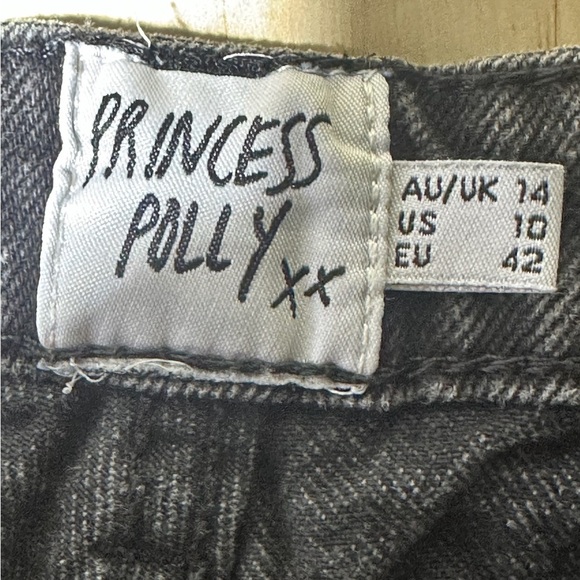 PRINCESS
POLLY xx
AU/UK 14
US 10
EU 42